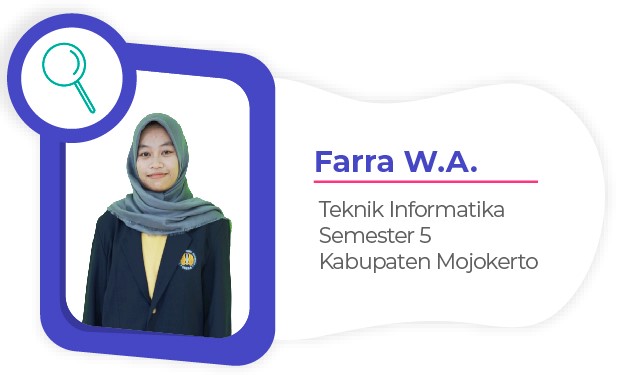 Farra W.A.
Teknik Informatika
Semester 5
Kabupaten Mojokerto